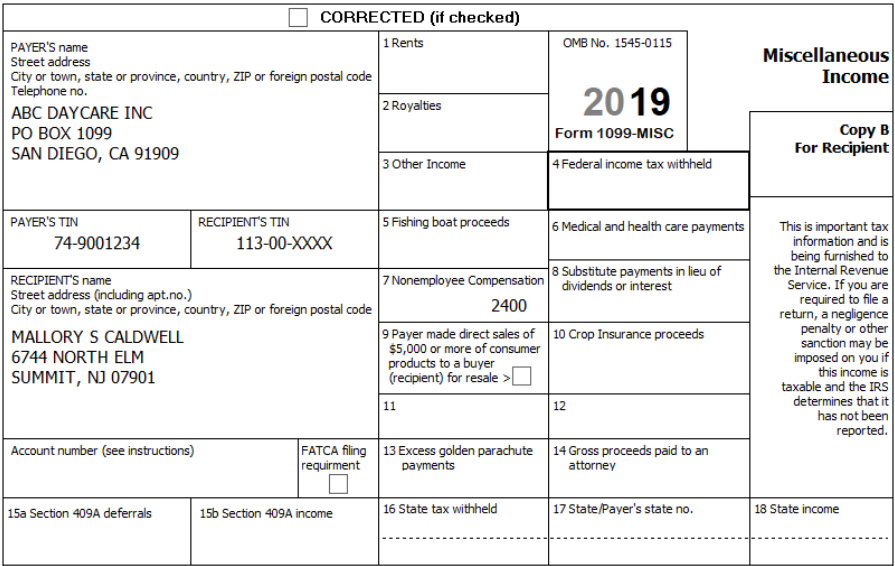 CORRECTED (if checked)
PAYER'S name
Street address
City or town, state or province, country, ZIP or foreign postal code
Telephone no.
ABC DAYCARE INC
PO BOX 1099
SAN DIEGO, CA 91909
1 Rents
OMB No. 1545-0115
2019
Form 1099-MISC
Miscellaneous
Income
2 Royalties
Copy B
For Recipient
3 Other Income
4 Federal income tax withheld
PAYER'S TIN
74-9001234
RECIPIENT'S TIN
113-00-XXXX
5 Fishing boat proceeds
6 Medical and health care payments
This is important tax
information and is
being furnished to
the Internal Revenue
Service. If you are
required to file a
return, a negligence
penalty or other
sanction may be
imposed on you if
this income is
taxable and the IRS
determines that it
has not been
reported.
RECIPIENT'S name
Street address (including apt.no.)
City or town, state or province, country, ZIP or foreign postal code
MALLORY S CALDWELL
6744 NORTH ELM
SUMMIT, NJ 07901
7 Nonemployee Compensation
2400
8 Substitute payments in lieu of
dividends or interest
9 Payer made direct sales of
$5,000 or more of consumer
products to a buyer
(recipient) for resale >
10 Crop Insurance proceeds
11
12
Account number (see instructions)
FATCA filing
requirment
13 Excess golden parachute
payments
14 Gross proceeds paid to an
attorney
15a Section 409A deferrals
15b Section 409A income
16 State tax withheld
17 State/Payer's state no.
18 State income